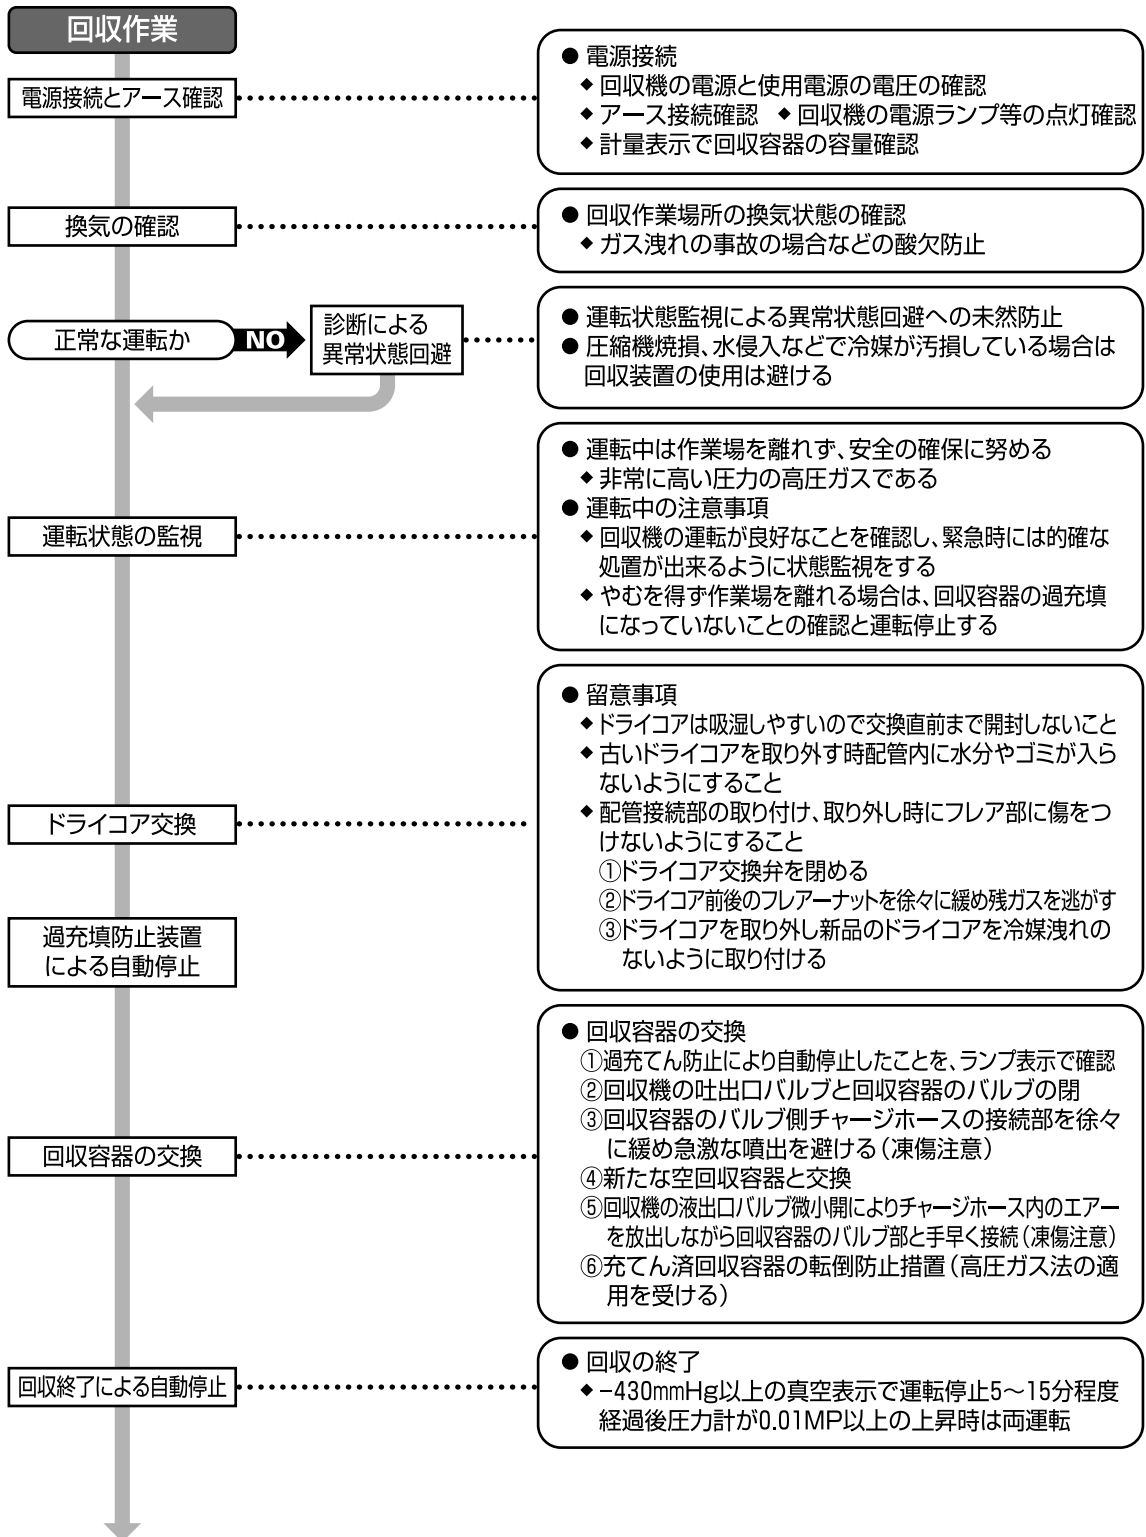 回収作業
電源接続とアース確認
● 電源接続
◆ 回収機の電源と使用電源の電圧の確認
◆ アース接続確認 ◆ 回収機の電源ランプ等の点灯確認
◆ 計量表示で回収容器の容量確認
換気の確認
● 回収作業場所の換気状態の確認
◆ ガス洩れの事故の場合などの酸欠防止
正常な運転か
NO
診断による
異常状態回避
● 運転状態監視による異常状態回避への未然防止
● 圧縮機焼損、水侵入などで冷媒が汚損している場合は
回収装置の使用は避ける
運転状態の監視
● 運転中は作業場を離れず、安全の確保に努める
◆ 非常に高い圧力の高圧ガスである
● 運転中の注意事項
◆ 回収機の運転が良好なことを確認し、緊急時には的確な
処置が出来るように状態監視をする
◆ やむを得ず作業場を離れる場合は、回収容器の過充填
になっていないことの確認と運転停止する
ドライコア交換
● 留意事項
◆ ドライコアは吸湿しやすいので交換直前まで開封しないこと
◆ 古いドライコアを取り外す時配管内に水分やゴミが入ら
ないようにすること
◆ 配管接続部の取り付け、取り外し時にフレア部に傷をつ
けないようにすること
①ドライコア交換弁を閉める
②ドライコア前後のフレアーナットを徐々に緩め残ガスを逃がす
③ドライコアを取り外し新品のドライコアを冷媒洩れの
ないように取り付ける
過充填防止装置
による自動停止
回収容器の交換
● 回収容器の交換
①過充てん防止により自動停止したことを、ランプ表示で確認
②回収機の吐出口バルブと回収容器のバルブの閉
③回収容器のバルブ側チャージホースの接続部を徐々
に緩め急激な噴出を避ける（凍傷注意）
④新たな空回収容器と交換
⑤回収機の液出口バルブ微小開によりチャージホース内のエアー
を放出しながら回収容器のバルブ部と手早く接続（凍傷注意）
⑥充てん済回収容器の転倒防止措置（高圧ガス法の適
用を受ける）
回収終了による自動停止
● 回収の終了
◆ −430mmHg以上の真空表示で運転停止5〜15分程度
経過後圧力計が0.01MP以上の上昇時は両運転